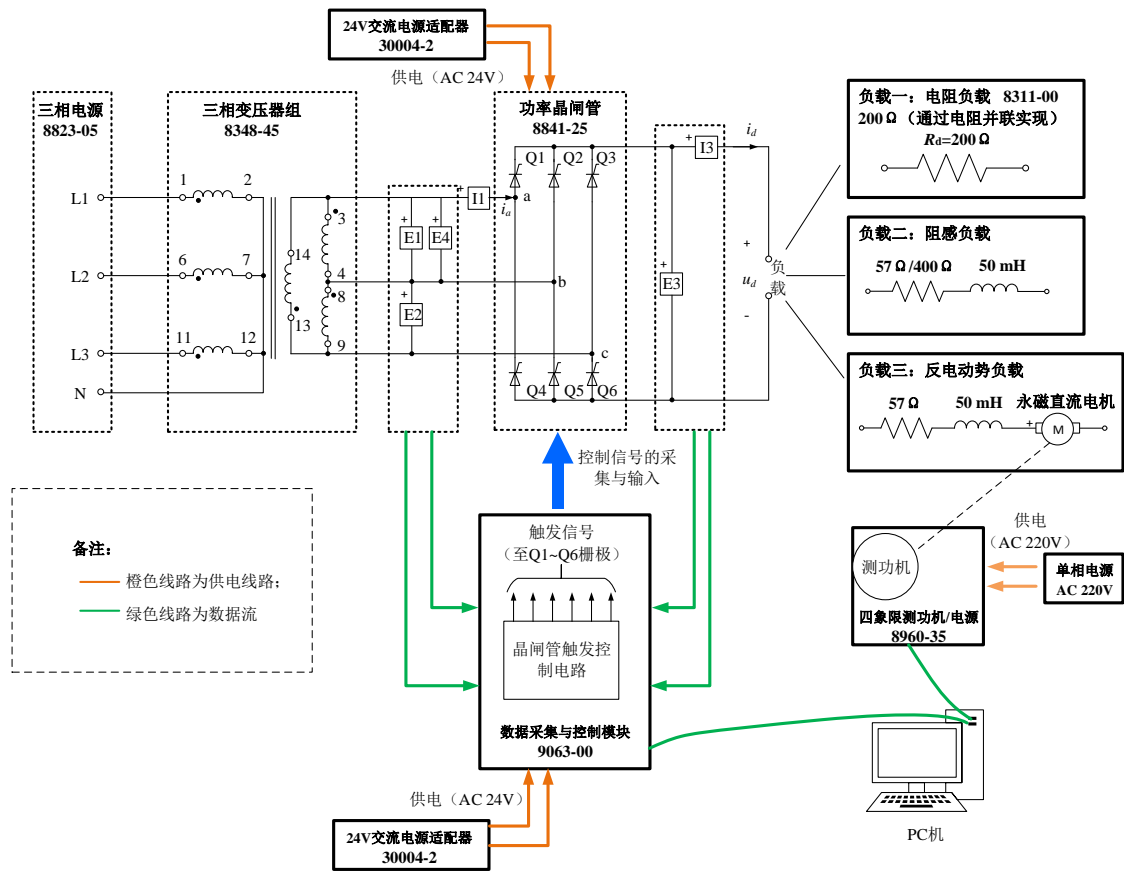 24V交流电源适配器
30004-2
供电（AC 24V）
三相电源
8823-05
三相变压器组
8348-45
功率晶闸管
8841-25
L1
L2
L3
N
1
2
6
7
11
12
14
13
3
4
8
9
+
E1
+
E4
+
E2
+
I1
ia
Q1
Q2
Q3
a
b
c
Q4
Q5
Q6
+
I3
id
+
E3
+
ud
-
负载
负载一：电阻负载 8311-00
200Ω（通过电阻并联实现）
Rd=200Ω
负载二：阻感负载
57Ω/400Ω
50 mH
负载三：反电动势负载
57Ω
50 mH
永磁直流电机
+
M
控制信号的采
集与输入
备注：
橙色线路为供电线路；
绿色线路为数据流
触发信号
（至Q1~Q6栅极）
晶闸管触发控
制电路
数据采集与控制模块
9063-00
供电（AC 24V）
24V交流电源适配器
30004-2
测功机
四象限测功机/电源
8960-35
供电
（AC 220V）
单相电源
AC 220V
PC机